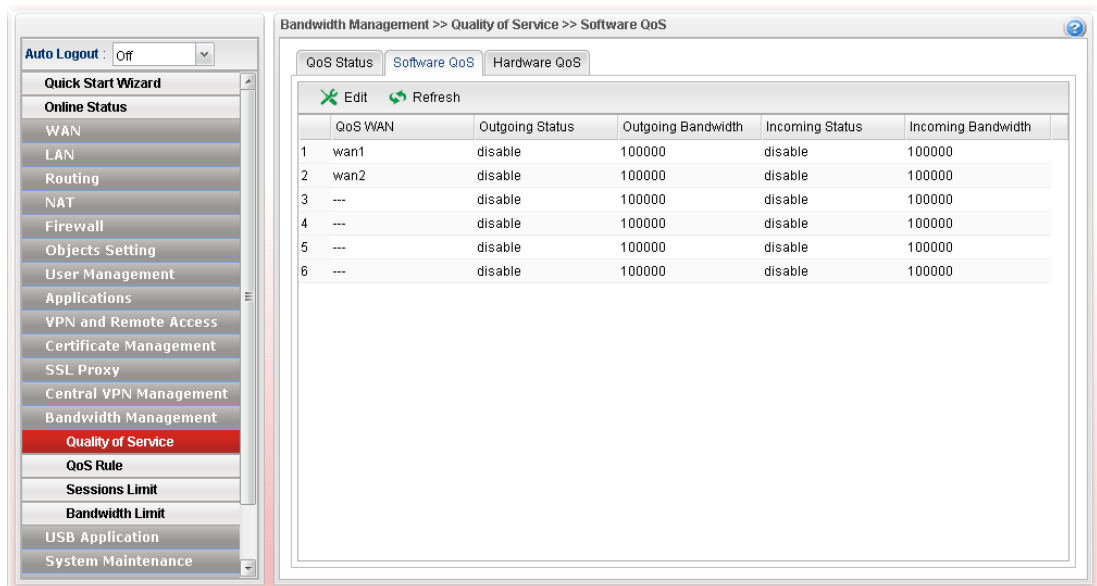 Bandwidth Management >> Quality of Service >> Software QoS
Auto Logout : Off
Quick Start Wizard
Online Status
WAN
LAN
Routing
NAT
Firewall
Objects Setting
User Management
Applications
VPN and Remote Access
Certificate Management
SSL Proxy
Central VPN Management
Bandwidth Management
Quality of Service
QoS Rule
Sessions Limit
Bandwidth Limit
USB Application
System Maintenance
QoS Status Software QoS Hardware QoS
Edit Refresh
QoS WAN Outgoing Status Outgoing Bandwidth Incoming Status Incoming Bandwidth
1 wan1 disable 100000 disable 100000
2 wan2 disable 100000 disable 100000
3 --- disable 100000 disable 100000
4 --- disable 100000 disable 100000
5 --- disable 100000 disable 100000
6 --- disable 100000 disable 100000